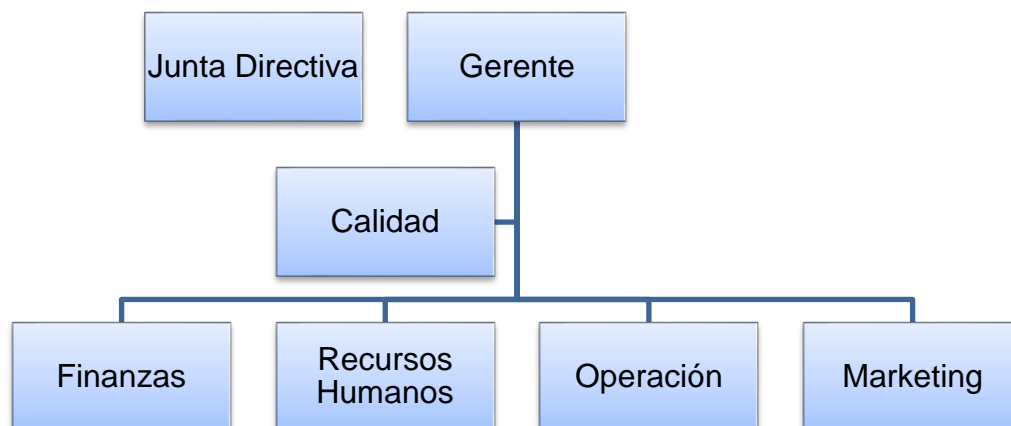 Junta Directiva
Gerente
Calidad
Finanzas
Recursos
Humanos
Operación
Marketing